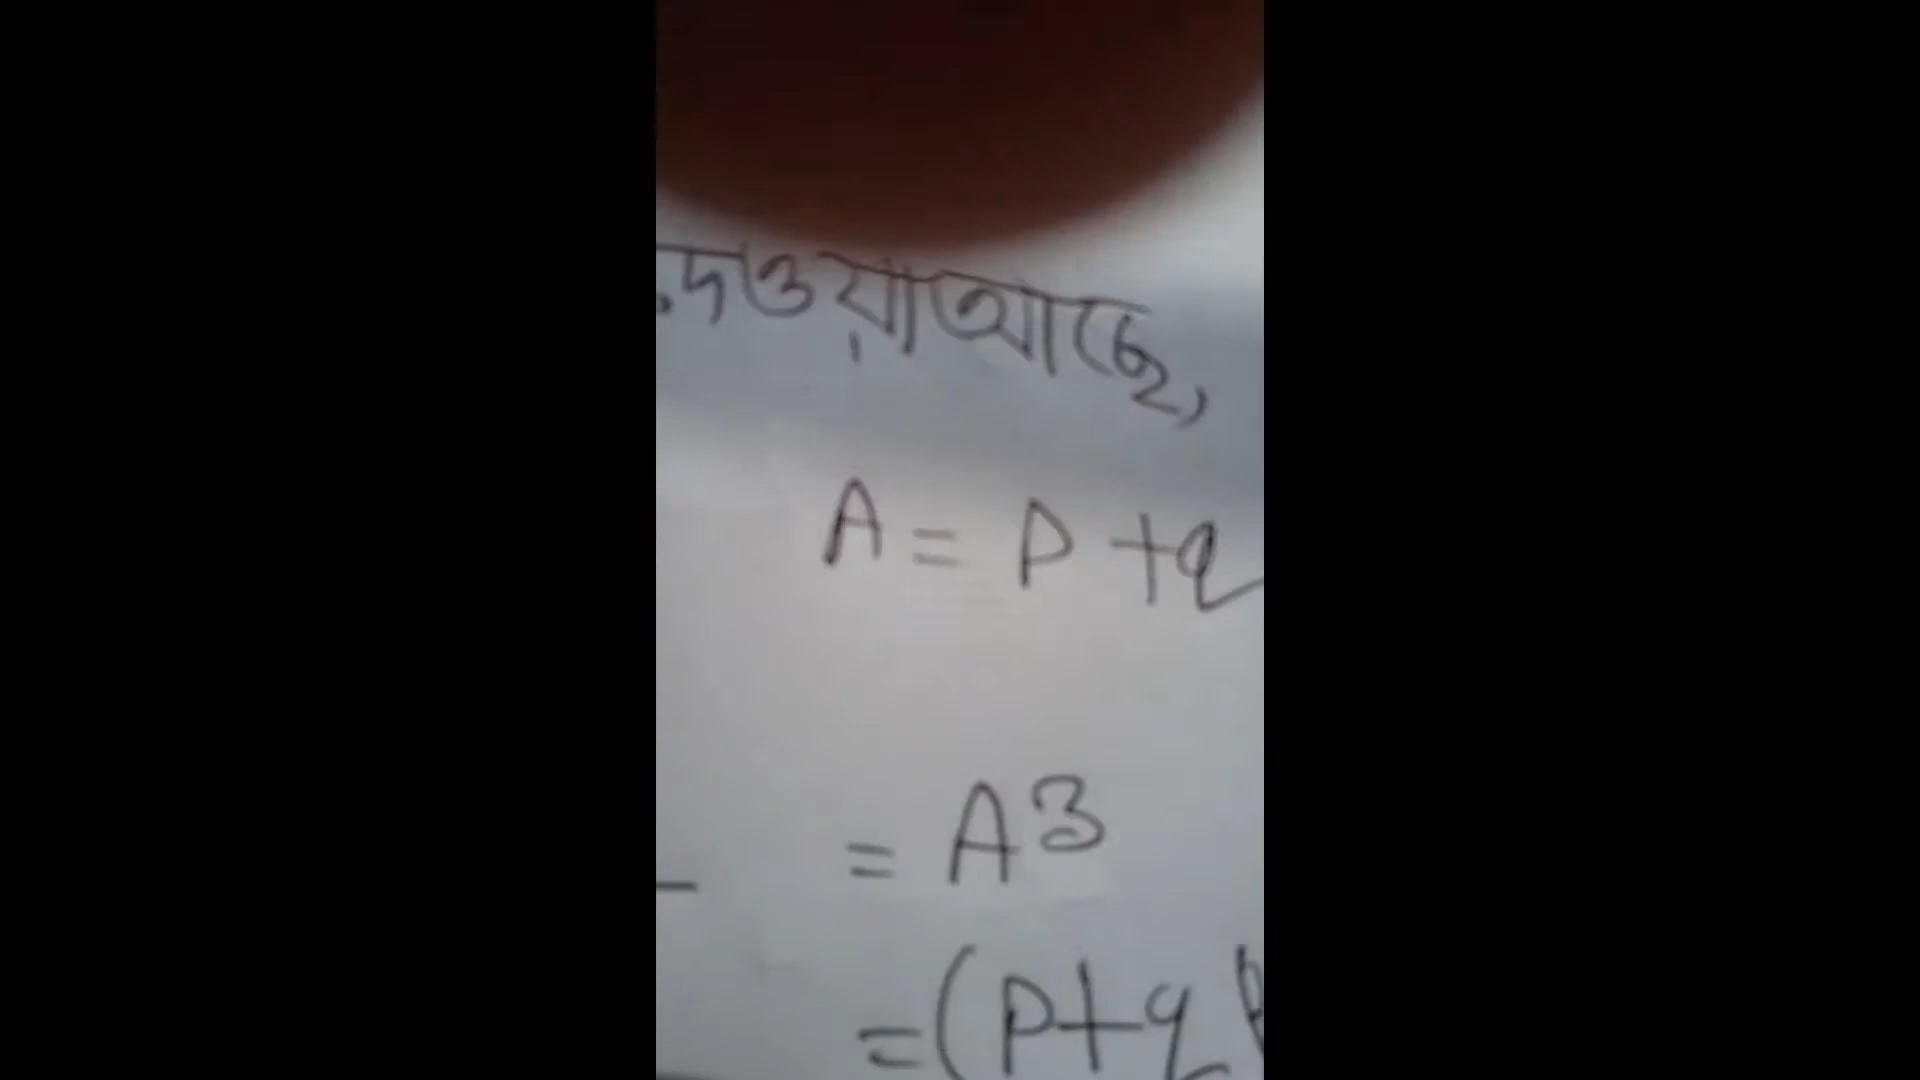 দেওয়া আছে,
A = P + q
= A3
= (P + q